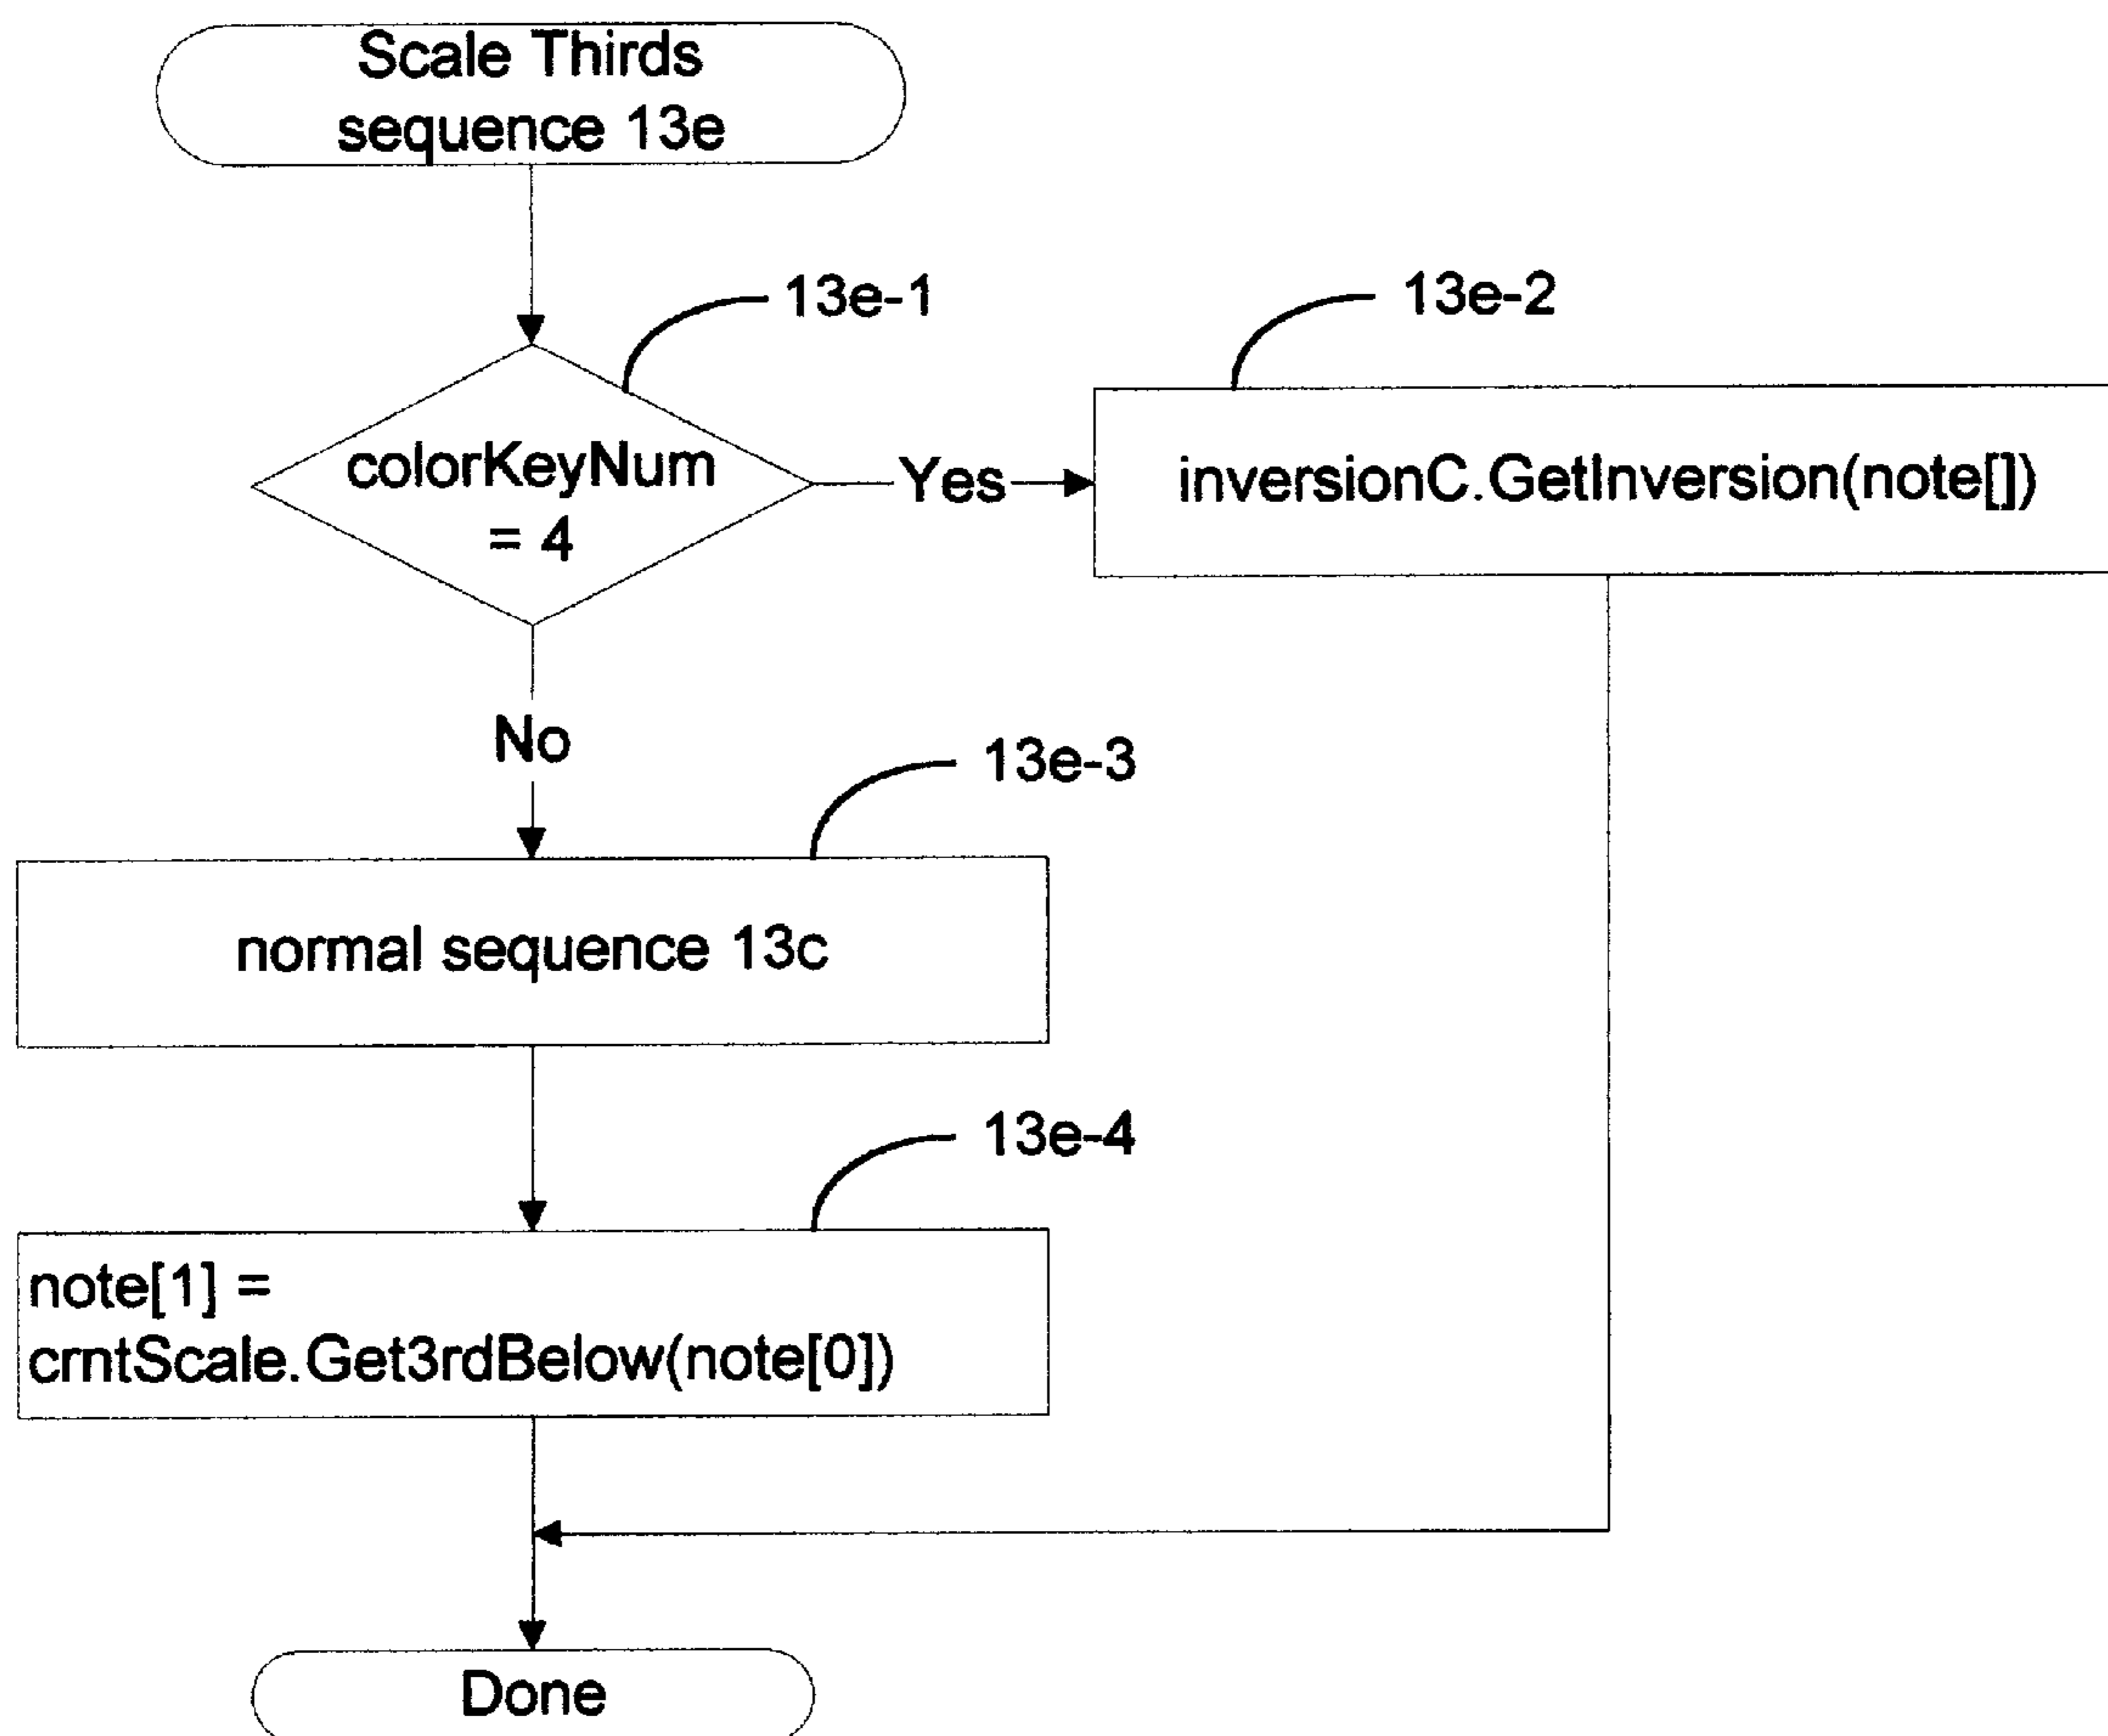 Scale Thirds
sequence 13e
13e-1
13e-2
colorKeyNum
= 4
Yes
inversionC.GetInversion(note[])
No
13e-3
normal sequence 13c
13e-4
note[1] =
crntScale.Get3rdBelow(note[0])
Done